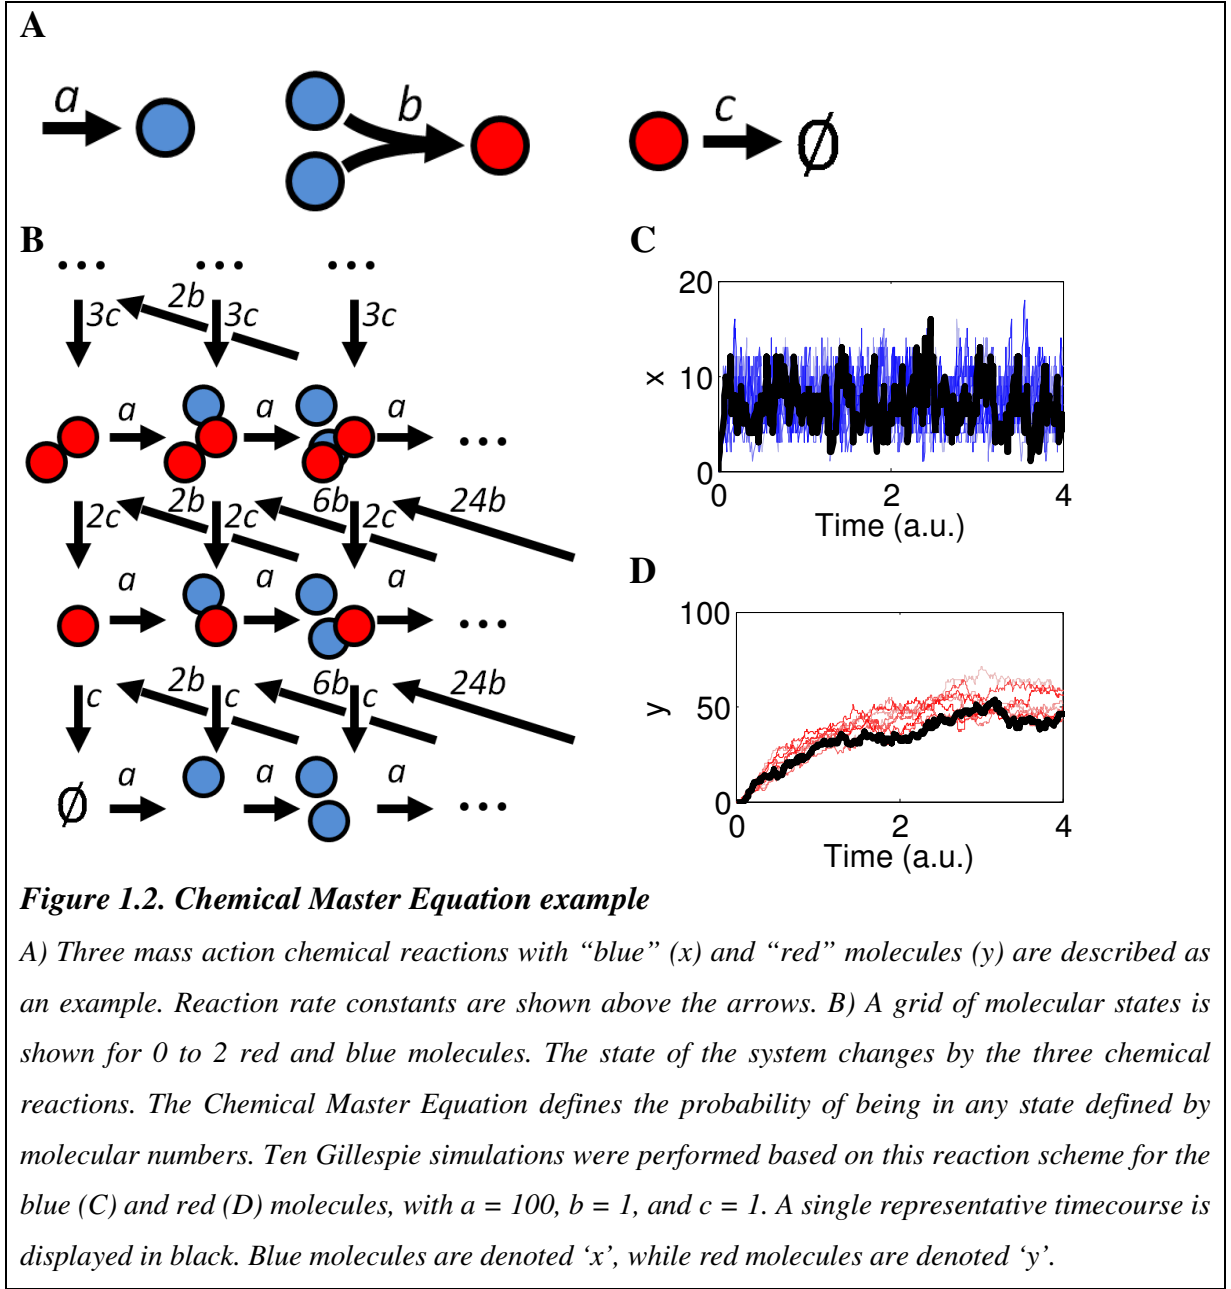 A
a
b
c
Ø
B
... ... ...
3c 2b 3c 3c
a a a ...
2c 2b 2c 6b 2c 24b
a a a ...
c 2b c 6b c 24b
Ø a a a ...
C
20
10
0
x
0 2 4
Time (a.u.)
D
100
50
0
y
0 2 4
Time (a.u.)
Figure 1.2. Chemical Master Equation example
A) Three mass action chemical reactions with “blue” (x) and “red” molecules (y) are described as
an example. Reaction rate constants are shown above the arrows. B) A grid of molecular states is
shown for 0 to 2 red and blue molecules. The state of the system changes by the three chemical
reactions. The Chemical Master Equation defines the probability of being in any state defined by
molecular numbers. Ten Gillespie simulations were performed based on this reaction scheme for the
blue (C) and red (D) molecules, with a = 100, b = 1, and c = 1. A single representative timecourse is
displayed in black. Blue molecules are denoted ‘x’, while red molecules are denoted ‘y’.